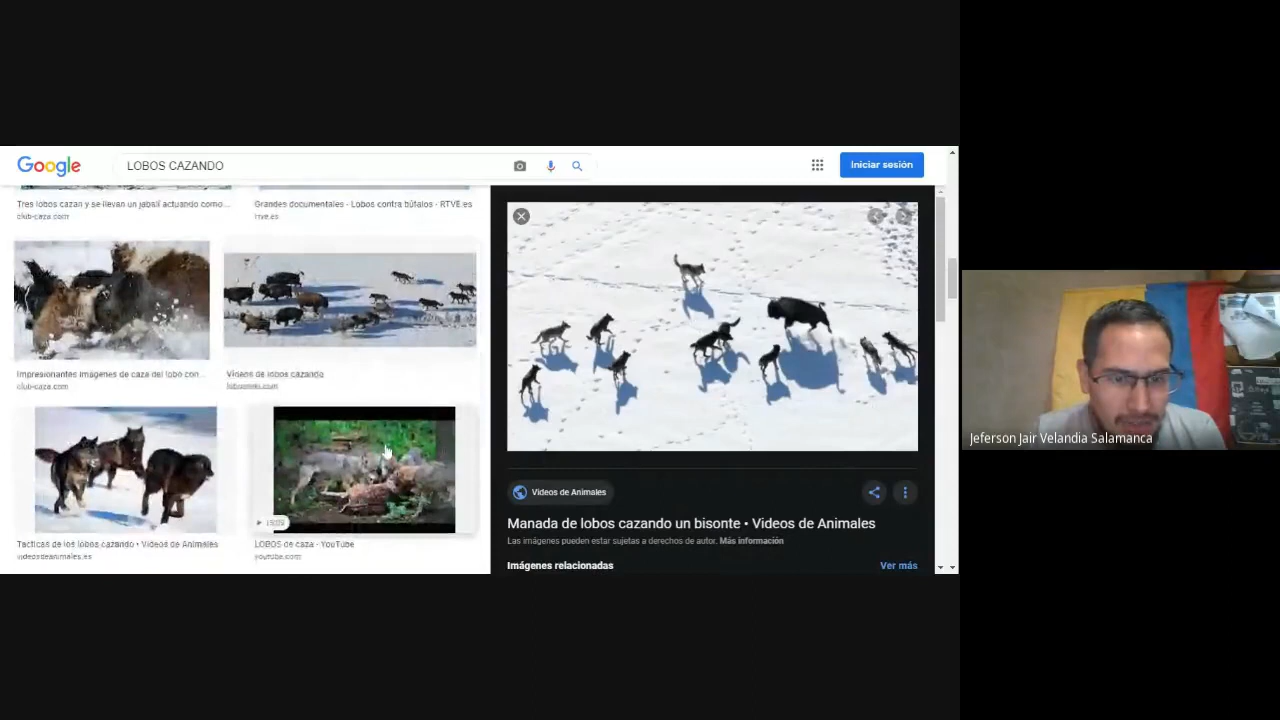 Google
LOBOS CAZANDO
Iniciar sesión
Tres lobos cazan y se llevan un jabalí actuando como...
club-caza.com
Grandes documentales - Lobos contra búfalos - RTVE.es
rtve.es
Impresionantes imágenes de caza del lobo con...
club-caza.com
Vídeos de lobos cazando
Tacticas de los lobos cazando • Videos de Animales
videosdeanimales.es
LOBOS de caza - YouTube
youtube.com
Videos de Animales
Manada de lobos cazando un bisonte • Videos de Animales
Las imágenes pueden estar sujetas a derechos de autor. Más información
Imágenes relacionadas
Ver más
Jeferson Jair Velandia Salamanca